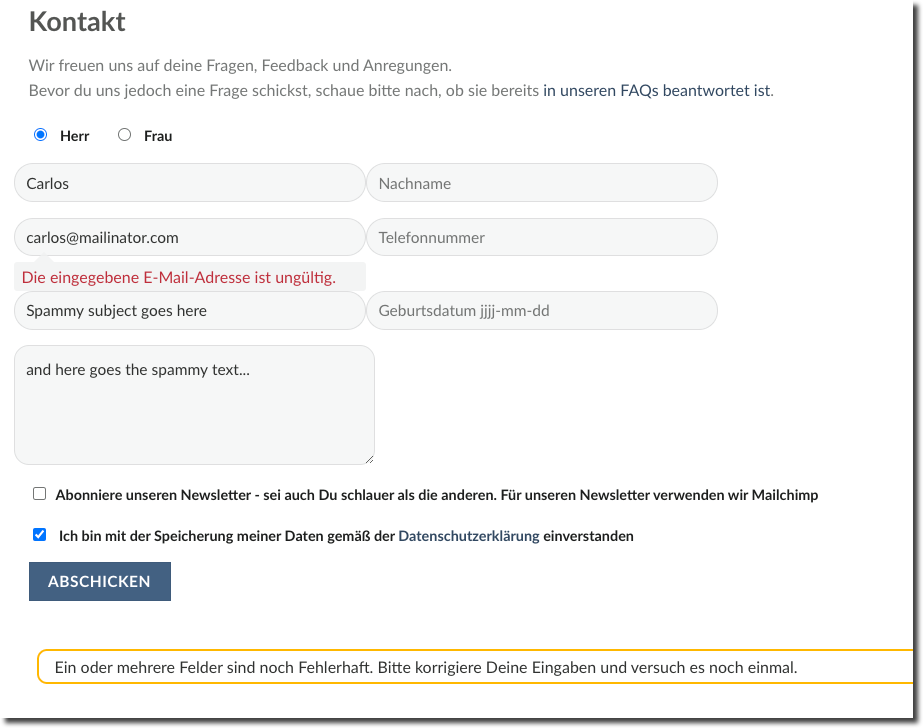 Kontakt
Wir freuen uns auf deine Fragen, Feedback und Anregungen.
Bevor du uns jedoch eine Frage schickst, schaue bitte nach, ob sie bereits in unseren FAQs beantwortet ist.
Herr Frau
Carlos Nachname
carlos@mailinator.com Telefonnummer
Die eingegebene E-Mail-Adresse ist ungültig.
Spammy subject goes here Geburtsdatum jjjj-mm-dd
and here goes the spammy text...
Abonniere unseren Newsletter - sei auch Du schlauer als die anderen. Für unseren Newsletter verwenden wir Mailchimp
Ich bin mit der Speicherung meiner Daten gemäß der Datenschutzerklärung einverstanden
ABSCHICKEN
Ein oder mehrere Felder sind noch Fehlerhaft. Bitte korrigiere Deine Eingaben und versuch es noch einmal.